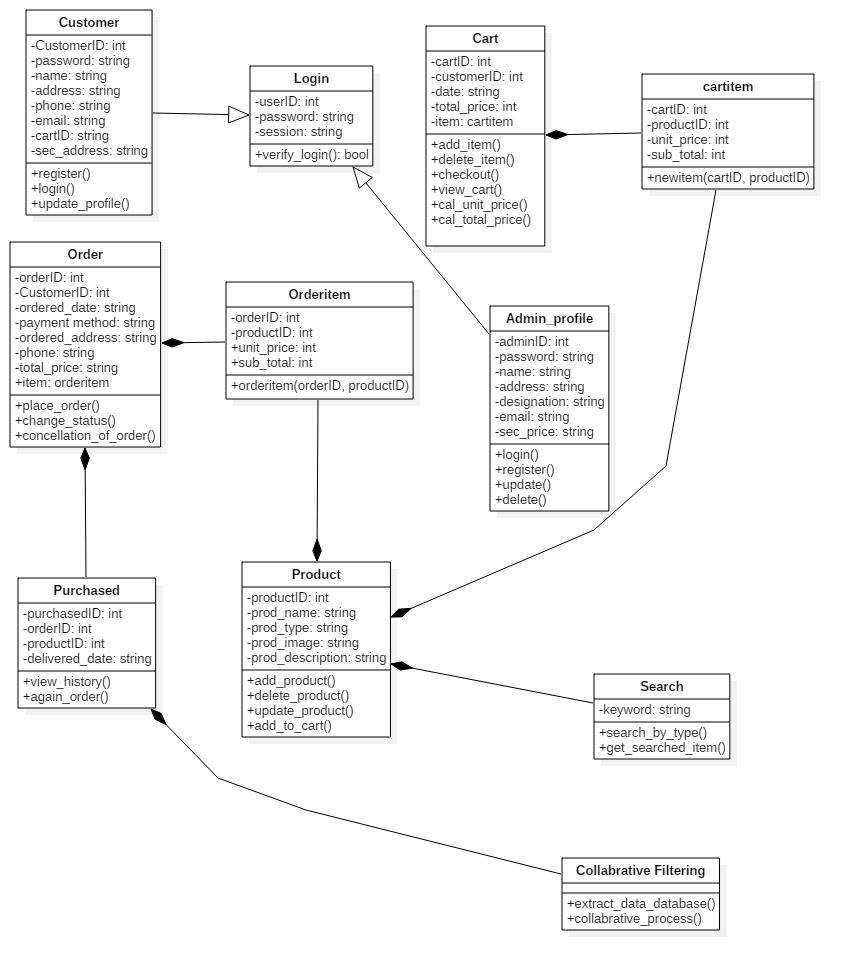 Customer
-CustomerID: int
-password: string
-name: string
-address: string
-phone: string
-email: string
-cartID: string
-sec_address: string
+register()
+login()
+update_profile()
Login
-userID: int
-password: string
-session: string
+verify_login(): bool
Cart
-cartID: int
-customerID: int
-date: string
-total_price: int
-item: cartitem
+add_item()
+delete_item()
+checkout()
+view_cart()
+cal_unit_price()
+cal_total_price()
cartitem
-cartID: int
-productID: int
-unit_price: int
-sub_total: int
+newitem(cartID, productID)
Order
-orderID: int
-CustomerID: int
-ordered_date: string
-payment method: string
-ordered_address: string
-phone: string
-total_price: string
+item: orderitem
+place_order()
+change_status()
+concellation_of_order()
Orderitem
-orderID: int
-productID: int
+unit_price: int
+sub_total: int
+orderitem(orderID, productID)
Admin_profile
-adminID: int
-password: string
-name: string
-address: string
-designation: string
-email: string
-sec_price: string
+login()
+register()
+update()
+delete()
Purchased
-purchasedID: int
-orderID: int
-productID: int
-delivered_date: string
+view_history()
+again_order()
Product
-productID: int
-prod_name: string
-prod_type: string
-prod_image: string
-prod_description: string
+add_product()
+delete_product()
+update_product()
+add_to_cart()
Search
-keyword: string
+search_by_type()
+get_searched_item()
Collabrative Filtering
+extract_data_database()
+collabrative_process()